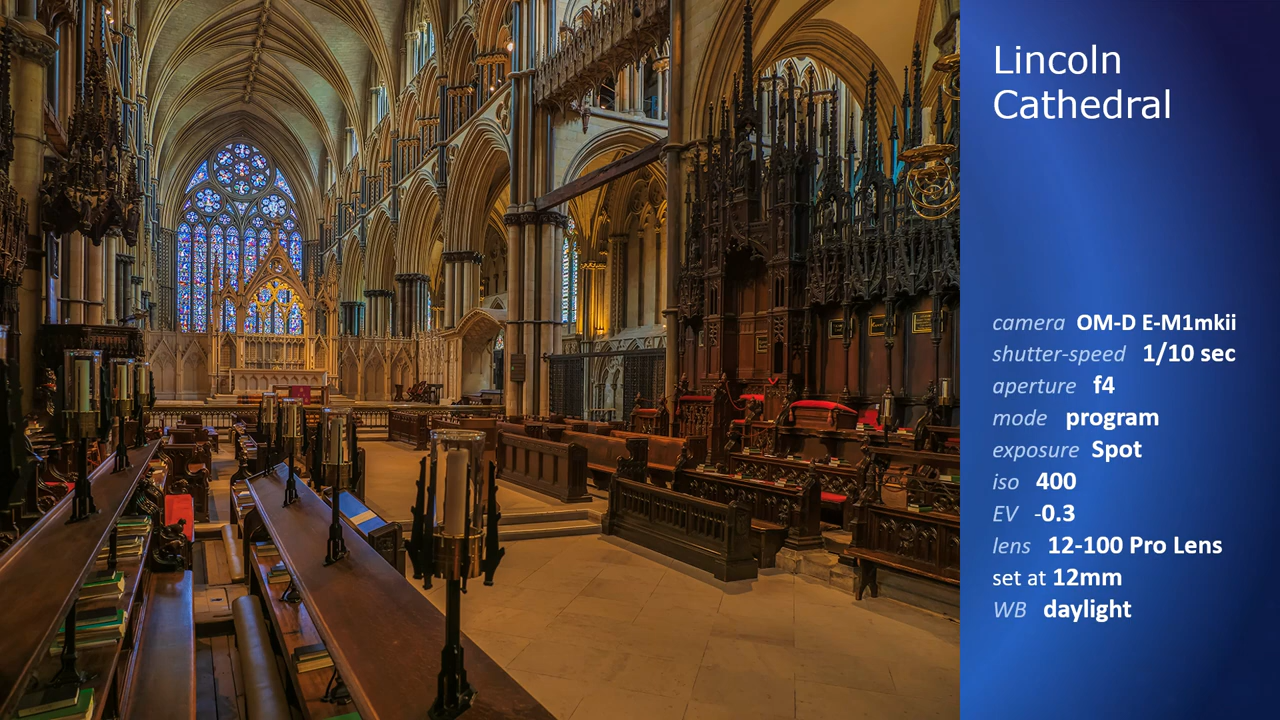 Lincoln
Cathedral
camera OM-D E-M1mkii
shutter-speed 1/10 sec
aperture f4
mode program
exposure Spot
iso 400
EV -0.3
lens 12-100 Pro Lens
set at 12mm
WB daylight